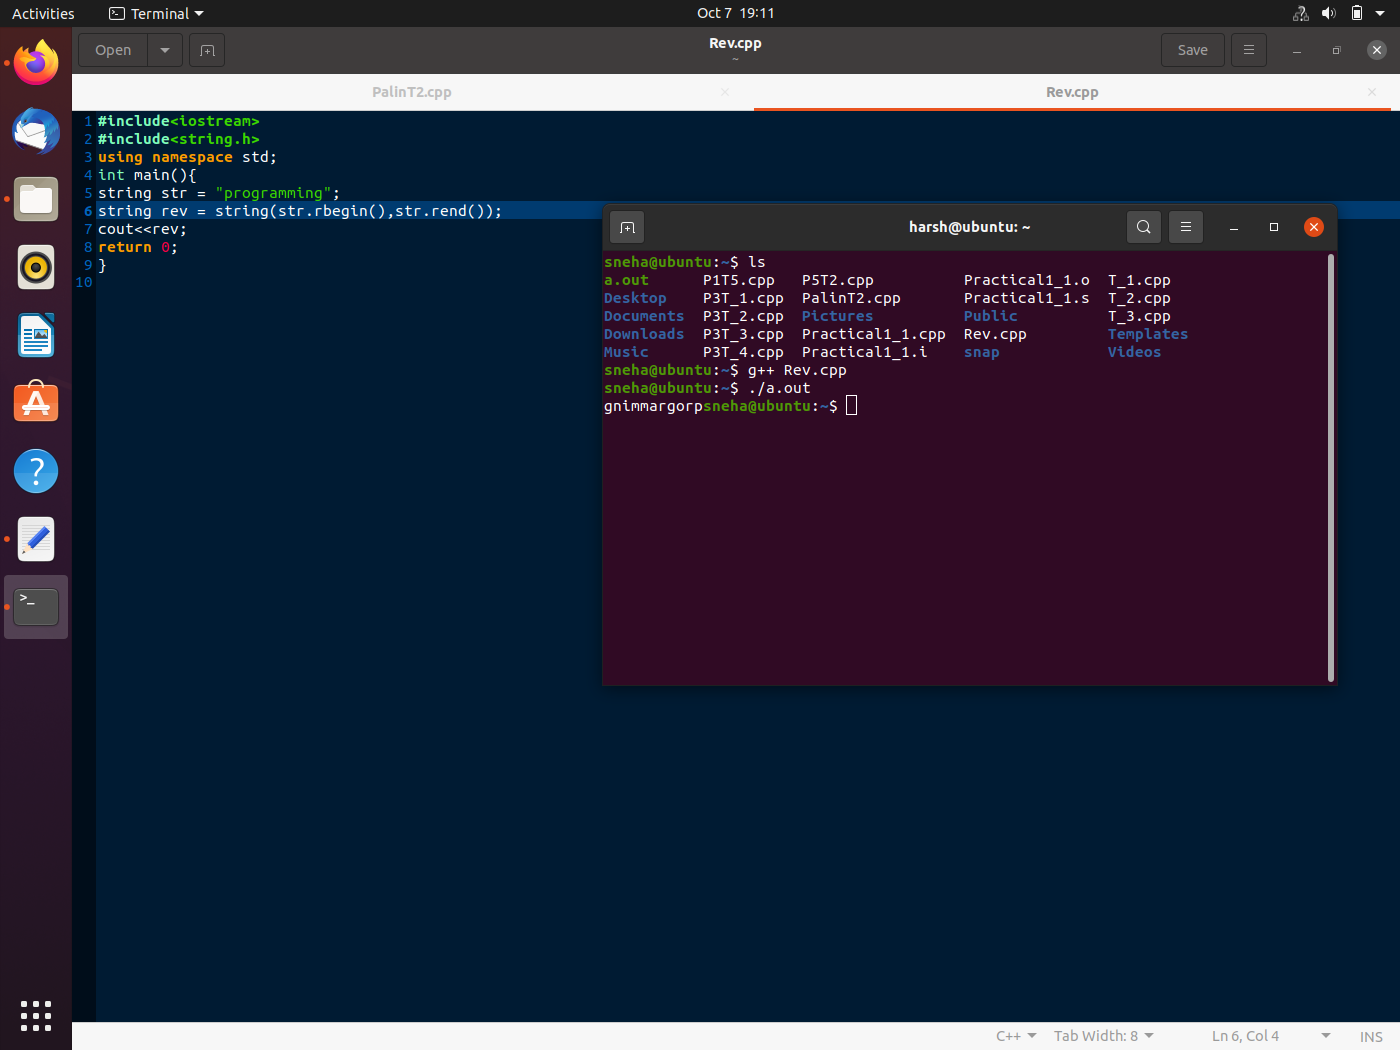 Activities Terminal Oct 7 19:11
Open Rev.cpp Save
~
PalinT2.cpp Rev.cpp
1 #include<iostream>
2 #include<string.h>
3 using namespace std;
4 int main(){
5 string str = "programming";
6 string rev = string(str.rbegin(),str.rend());
7 cout<<rev;
8 return 0;
9 }
10
harsh@ubuntu: ~
sneha@ubuntu:~$ ls
a.out P1T5.cpp P5T2.cpp Practical1_1.o T_1.cpp
Desktop P3T_1.cpp PalinT2.cpp Practical1_1.s T_2.cpp
Documents P3T_2.cpp Pictures Public T_3.cpp
Downloads P3T_3.cpp Practical1_1.cpp Rev.cpp Templates
Music P3T_4.cpp Practical1_1.i snap Videos
sneha@ubuntu:~$ g++ Rev.cpp
sneha@ubuntu:~$ ./a.out
gnimmargorpsneha@ubuntu:~$
C++ Tab Width: 8 Ln 6, Col 4 INS